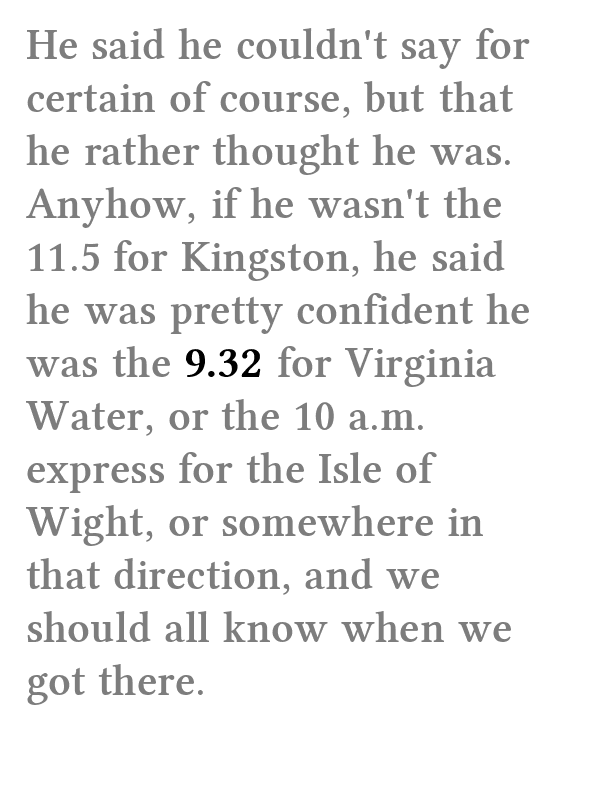 He said he couldn't say for
certain of course, but that
he rather thought he was.
Anyhow, if he wasn't the
11.5 for Kingston, he said
he was pretty confident he
was the 9.32 for Virginia
Water, or the 10 a.m.
express for the Isle of
Wight, or somewhere in
that direction, and we
should all know when we
got there.